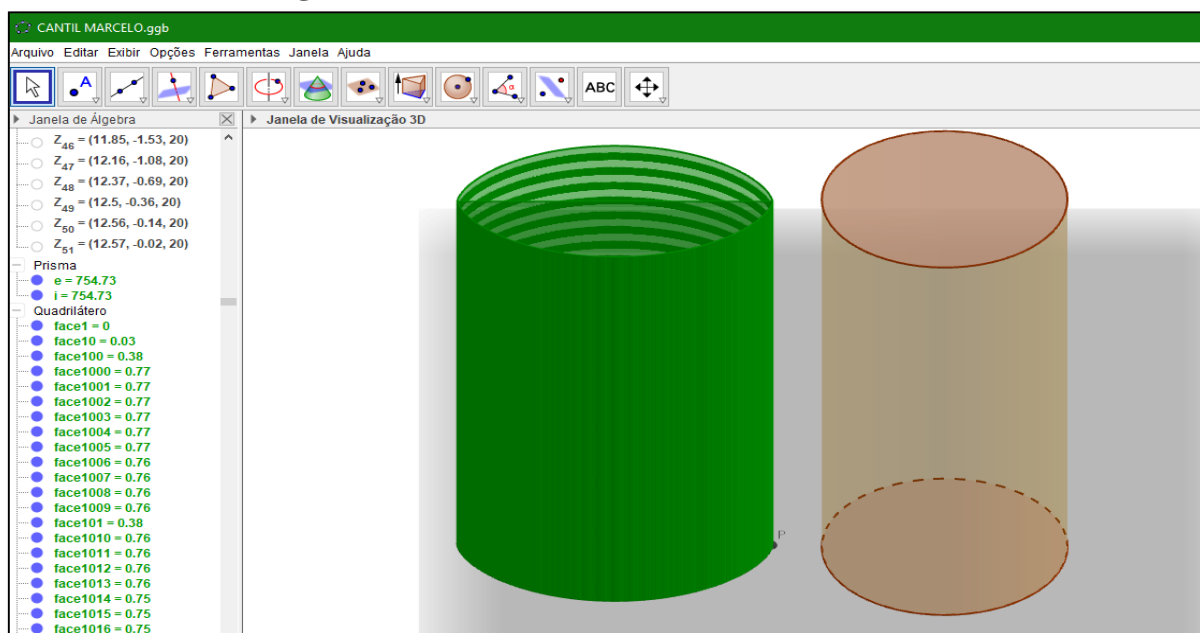 CANTIL MARCELO.ggb
Arquivo Editar Exibir Opções Ferramentas Janela Ajuda
A
α
ABC
Janela de Álgebra
Janela de Visualização 3D
Z46 = (11.85, -1.53, 20)
Z47 = (12.16, -1.08, 20)
Z48 = (12.37, -0.69, 20)
Z49 = (12.5, -0.36, 20)
Z50 = (12.56, -0.14, 20)
Z51 = (12.57, -0.02, 20)
Prisma
e = 754.73
i = 754.73
Quadrilátero
face1 = 0
face10 = 0.03
face100 = 0.38
face1000 = 0.77
face1001 = 0.77
face1002 = 0.77
face1003 = 0.77
face1004 = 0.77
face1005 = 0.77
face1006 = 0.76
face1007 = 0.76
face1008 = 0.76
face1009 = 0.76
face101 = 0.38
face1010 = 0.76
face1011 = 0.76
face1012 = 0.76
face1013 = 0.76
face1014 = 0.75
face1015 = 0.75
face1016 = 0.75
P